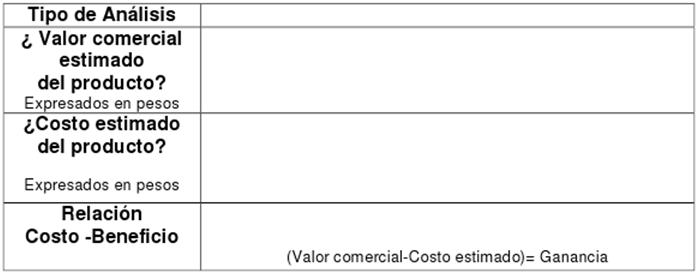 Tipo de Análisis
¿ Valor comercial
estimado
del producto?
Expresados en pesos
¿Costo estimado
del producto?
Expresados en pesos
Relación
Costo -Beneficio
(Valor comercial-Costo estimado)= Ganancia